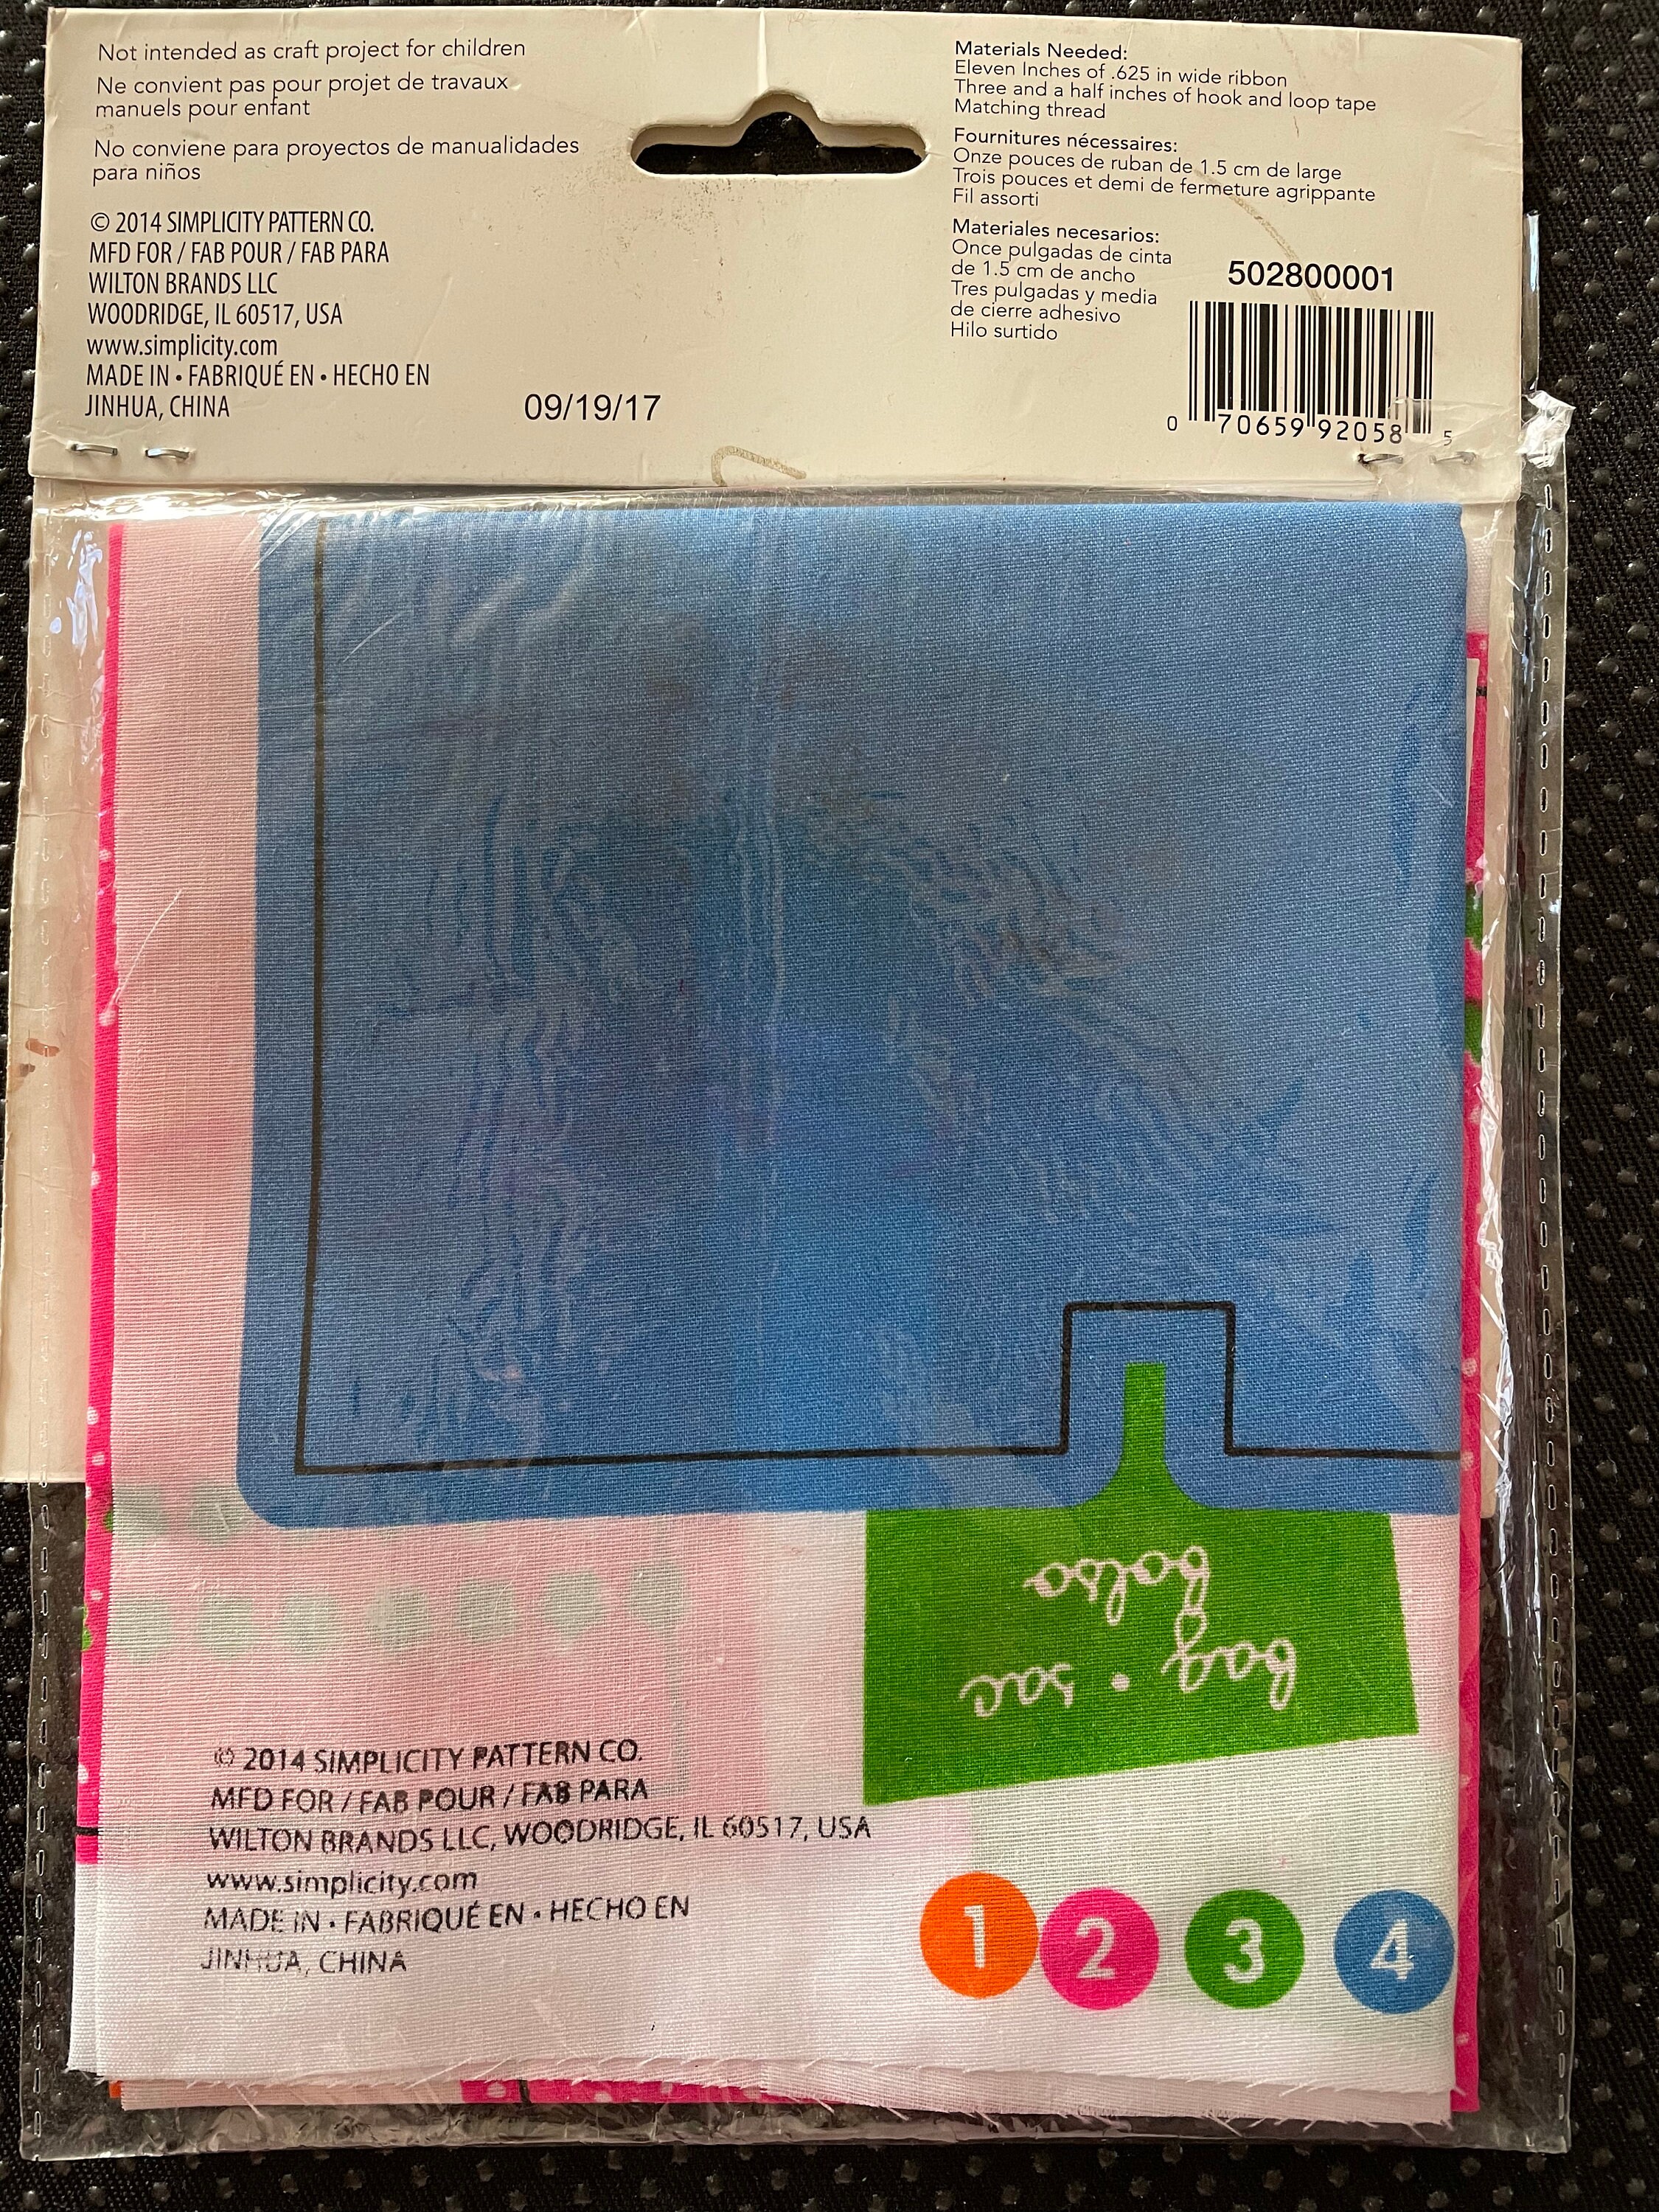 Not intended as craft project for children
Ne convient pas pour projet de travaux
manuels pour enfant
No conviene para proyectos de manualidades
para niños
© 2014 SIMPLICITY PATTERN CO.
MFD FOR / FAB POUR / FAB PARA
WILTON BRANDS LLC
WOODRIDGE, IL 60517, USA
www.simplicity.com
MADE IN • FABRIQUÉ EN • HECHO EN
JINHUA, CHINA
09/19/17
Materials Needed:
Eleven Inches of .625 in wide ribbon
Three and a half inches of hook and loop tape
Matching thread
Fournitures nécessaires:
Onze pouces de ruban de 1.5 cm de large
Trois pouces et demi de fermeture agrippante
Fil assorti
Materiales necesarios:
Once pulgadas de cinta
de 1.5 cm de ancho
Tres pulgadas y media
de cierre adhesivo
Hilo surtido
502800001
0 70659 92058 5
bag • sac
bolso
© 2014 SIMPLICITY PATTERN CO.
MFD FOR / FAB POUR / FAB PARA
WILTON BRANDS LLC, WOODRIDGE, IL 60517, USA
www.simplicity.com
MADE IN • FABRIQUÉ EN • HECHO EN
JINHUA, CHINA
1 2 3 4